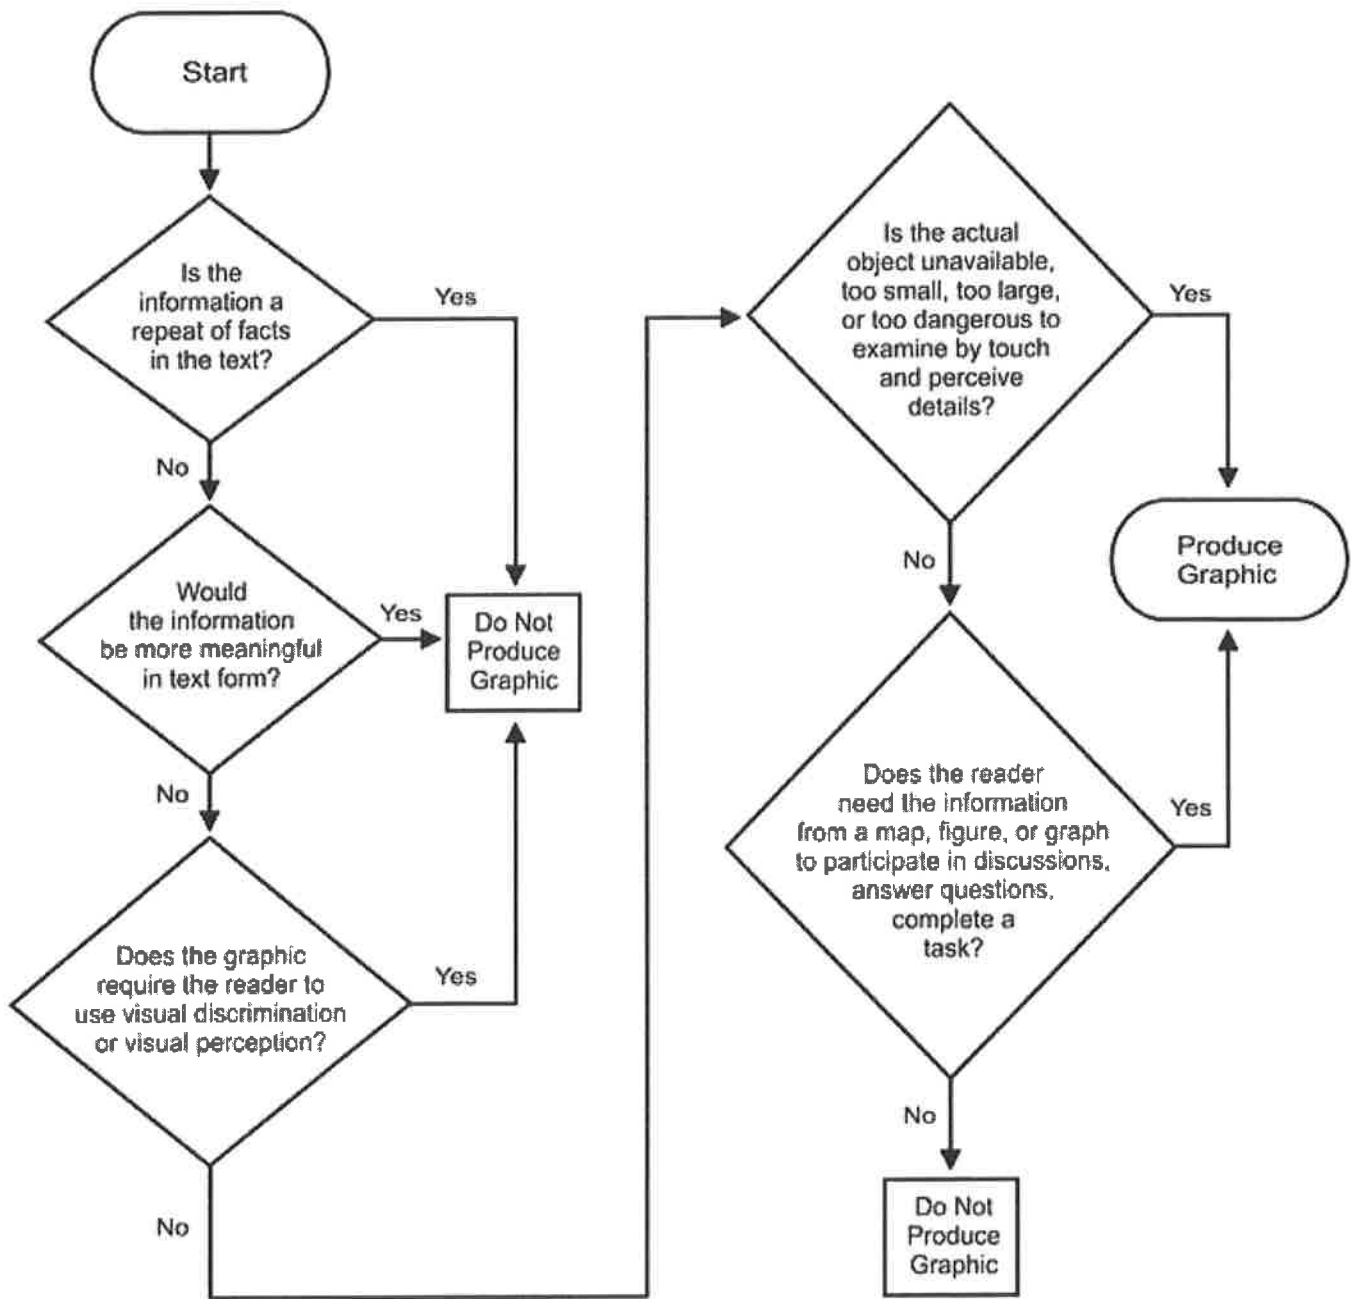 Start
Is the
information a
repeat of facts
in the text?
Yes
No
Would
the information
be more meaningful
in text form?
Yes
Do Not
Produce
Graphic
No
Does the graphic
require the reader to
use visual discrimination
or visual perception?
Yes
No
Is the actual
object unavailable,
too small, too large,
or too dangerous to
examine by touch
and perceive
details?
Yes
Produce
Graphic
No
Does the reader
need the information
from a map, figure, or graph
to participate in discussions,
answer questions,
complete a
task?
Yes
No
Do Not
Produce
Graphic